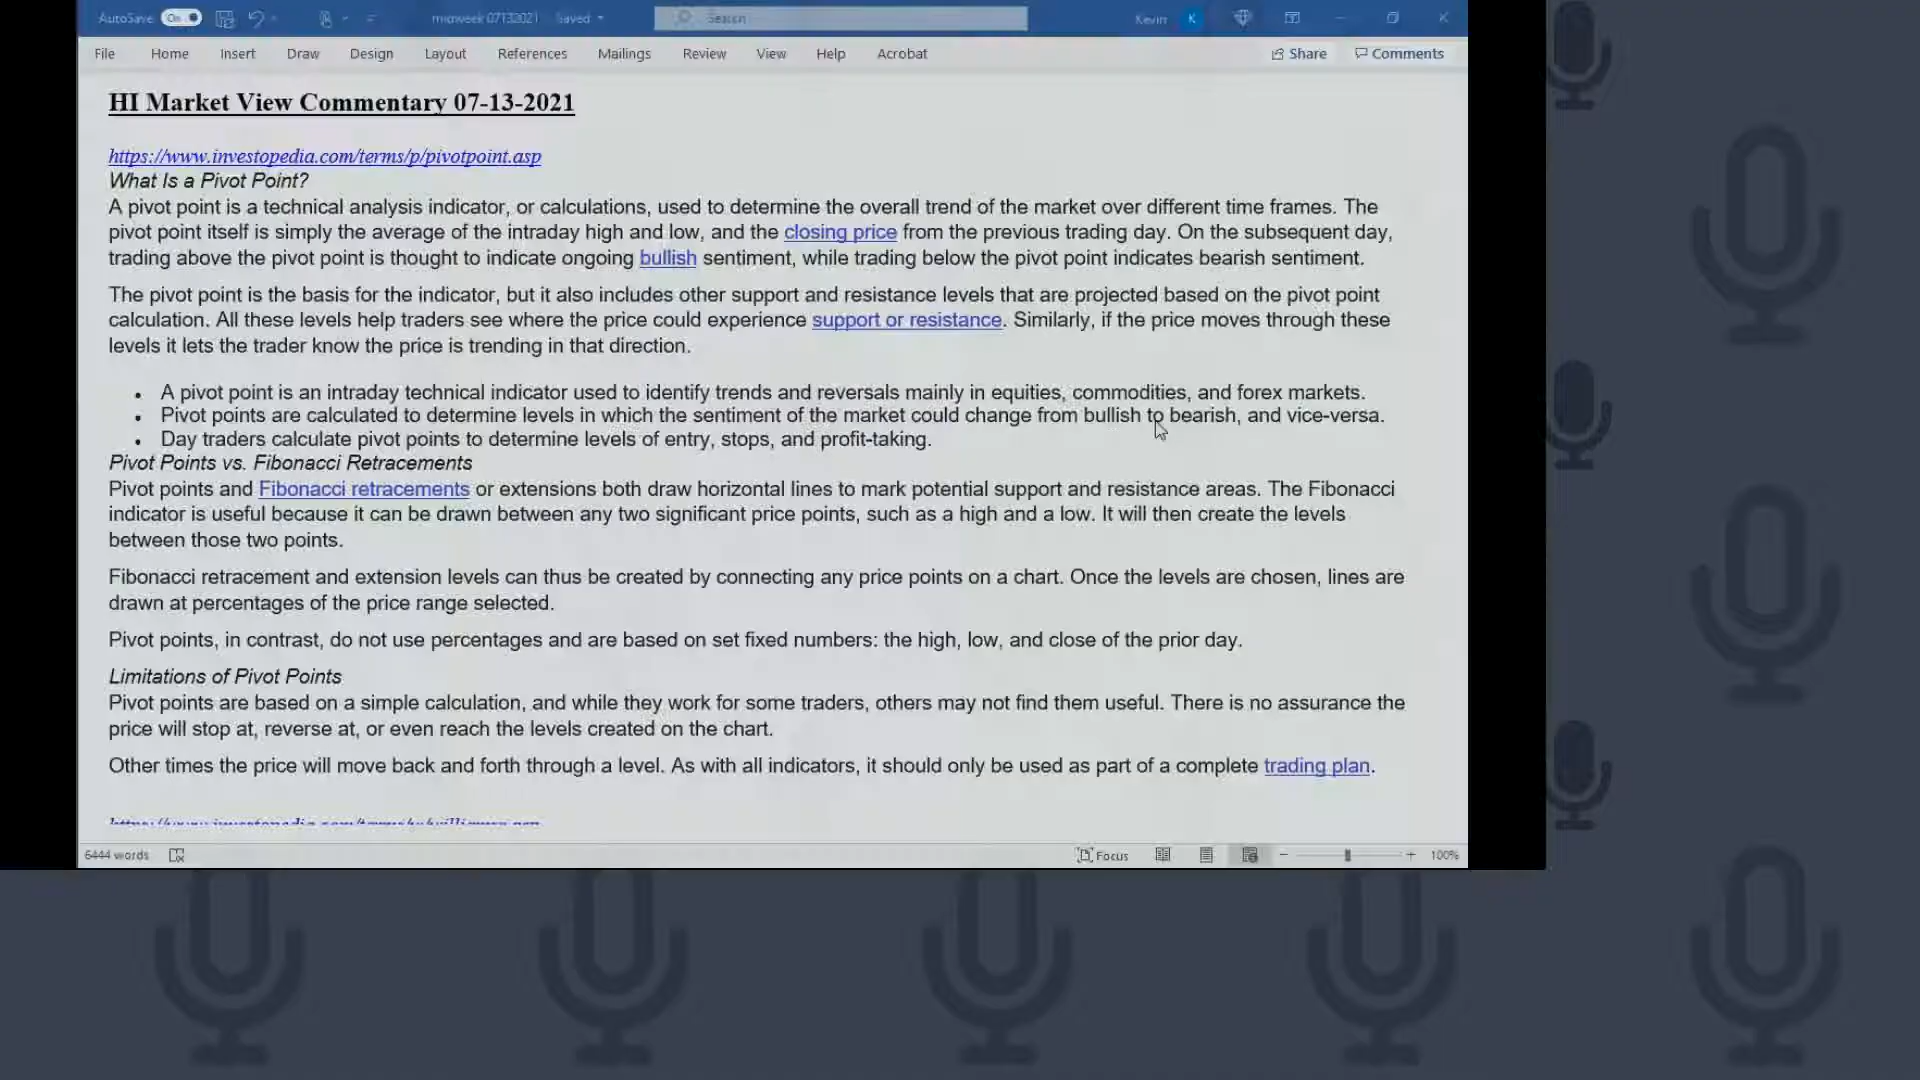 AutoSave On midweek 07132021 Saved Search Kevin K
File Home Insert Draw Design Layout References Mailings Review View Help Acrobat Share Comments
HI Market View Commentary 07-13-2021
https://www.investopedia.com/terms/p/pivotpoint.asp
What Is a Pivot Point?
A pivot point is a technical analysis indicator, or calculations, used to determine the overall trend of the market over different time frames. The
pivot point itself is simply the average of the intraday high and low, and the closing price from the previous trading day. On the subsequent day,
trading above the pivot point is thought to indicate ongoing bullish sentiment, while trading below the pivot point indicates bearish sentiment.
The pivot point is the basis for the indicator, but it also includes other support and resistance levels that are projected based on the pivot point
calculation. All these levels help traders see where the price could experience support or resistance. Similarly, if the price moves through these
levels it lets the trader know the price is trending in that direction.
• A pivot point is an intraday technical indicator used to identify trends and reversals mainly in equities, commodities, and forex markets.
• Pivot points are calculated to determine levels in which the sentiment of the market could change from bullish to bearish, and vice-versa.
• Day traders calculate pivot points to determine levels of entry, stops, and profit-taking.
Pivot Points vs. Fibonacci Retracements
Pivot points and Fibonacci retracements or extensions both draw horizontal lines to mark potential support and resistance areas. The Fibonacci
indicator is useful because it can be drawn between any two significant price points, such as a high and a low. It will then create the levels
between those two points.
Fibonacci retracement and extension levels can thus be created by connecting any price points on a chart. Once the levels are chosen, lines are
drawn at percentages of the price range selected.
Pivot points, in contrast, do not use percentages and are based on set fixed numbers: the high, low, and close of the prior day.
Limitations of Pivot Points
Pivot points are based on a simple calculation, and while they work for some traders, others may not find them useful. There is no assurance the
price will stop at, reverse at, or even reach the levels created on the chart.
Other times the price will move back and forth through a level. As with all indicators, it should only be used as part of a complete trading plan.
6444 words Focus 100%